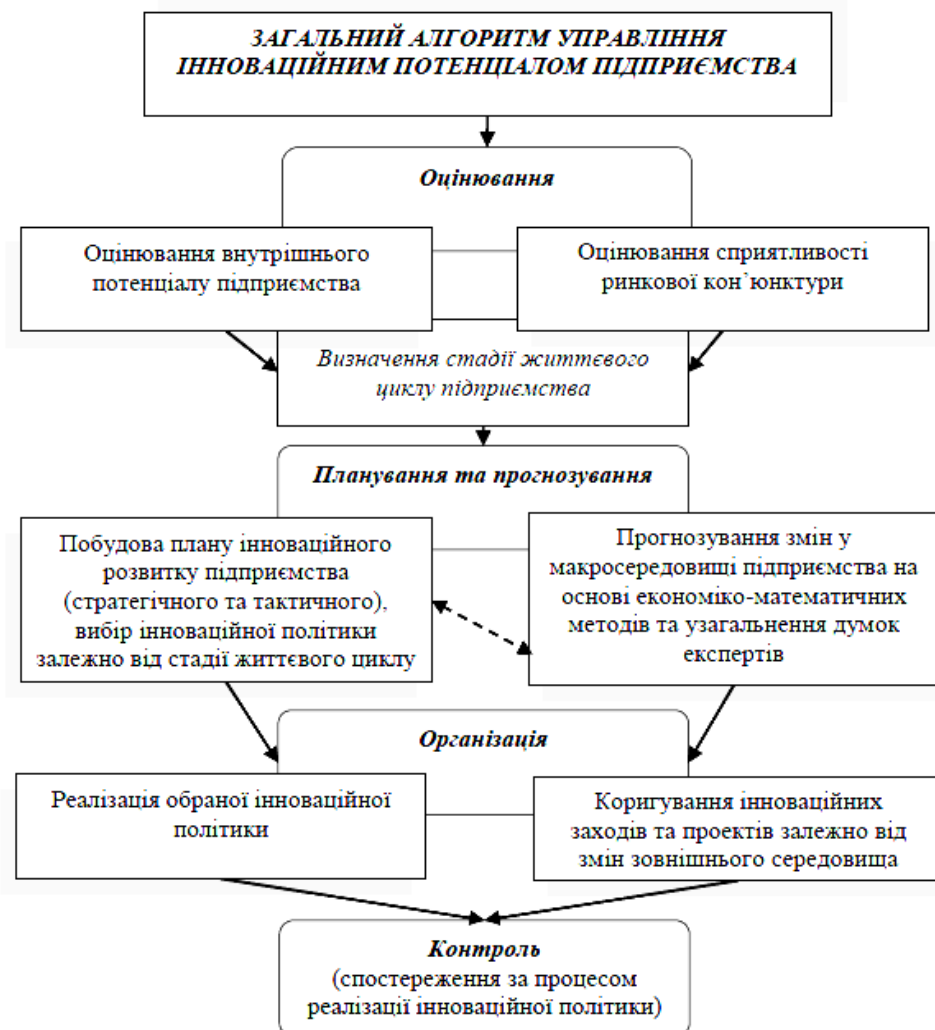 ЗАГАЛЬНИЙ АЛГОРИТМ УПРАВЛІННЯ
ІННОВАЦІЙНИМ ПОТЕНЦІАЛОМ ПІДПРИЄМСТВА
Оцінювання
Оцінювання внутрішнього
потенціалу підприємства
Оцінювання сприятливості
ринкової кон’юнктури
Визначення стадії життєвого
циклу підприємства
Планування та прогнозування
Побудова плану інноваційного
розвитку підприємства
(стратегічного та тактичного),
вибір інноваційної політики
залежно від стадії життєвого циклу
Прогнозування змін у
макросередовищі підприємства на
основі економіко-математичних
методів та узагальнення думок
експертів
Організація
Реалізація обраної інноваційної
політики
Коригування інноваційних
заходів та проектів залежно від
змін зовнішнього середовища
Контроль
(спостереження за процесом
реалізації інноваційної політики)